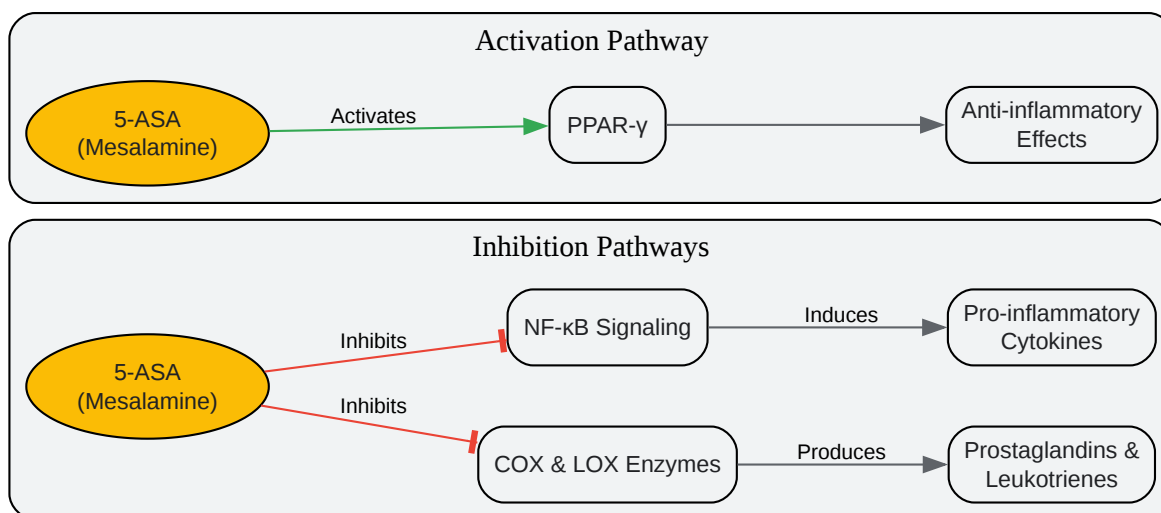 Activation Pathway
5-ASA
(Mesalamine)
Activates
PPAR-γ
Anti-inflammatory
Effects
Inhibition Pathways
5-ASA
(Mesalamine)
Inhibits
NF-κB Signaling
Induces
Pro-inflammatory
Cytokines
Inhibits
COX & LOX Enzymes
Produces
Prostaglandins &
Leukotrienes